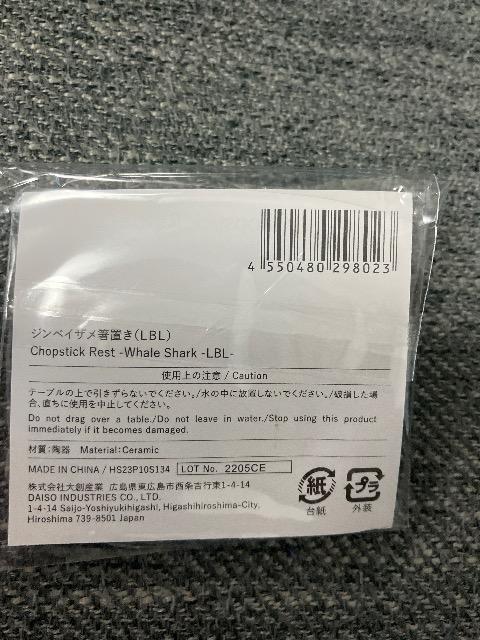 4 550480 298023
ジンベイザメ箸置き(LBL)
Chopstick Rest -Whale Shark -LBL-
使用上の注意 / Caution
テーブルの上で引きずらないでください。/水の中に放置しないでください。/破損した場
合、直ちに使用を中止してください。
Do not drag over a table./Do not leave in water./Stop using this product
immediately if it becomes damaged.
材質:陶器 Material:Ceramic
MADE IN CHINA / HS23P10S134 LOT No. 2205CE
株式会社大創産業 広島県東広島市西条吉行東1-4-14
DAISO INDUSTRIES CO., LTD.
1-4-14 Saijo-Yoshiyukihigashi, Higashihiroshima-City,
Hiroshima 739-8501 Japan
紙 プラ
台紙 外装